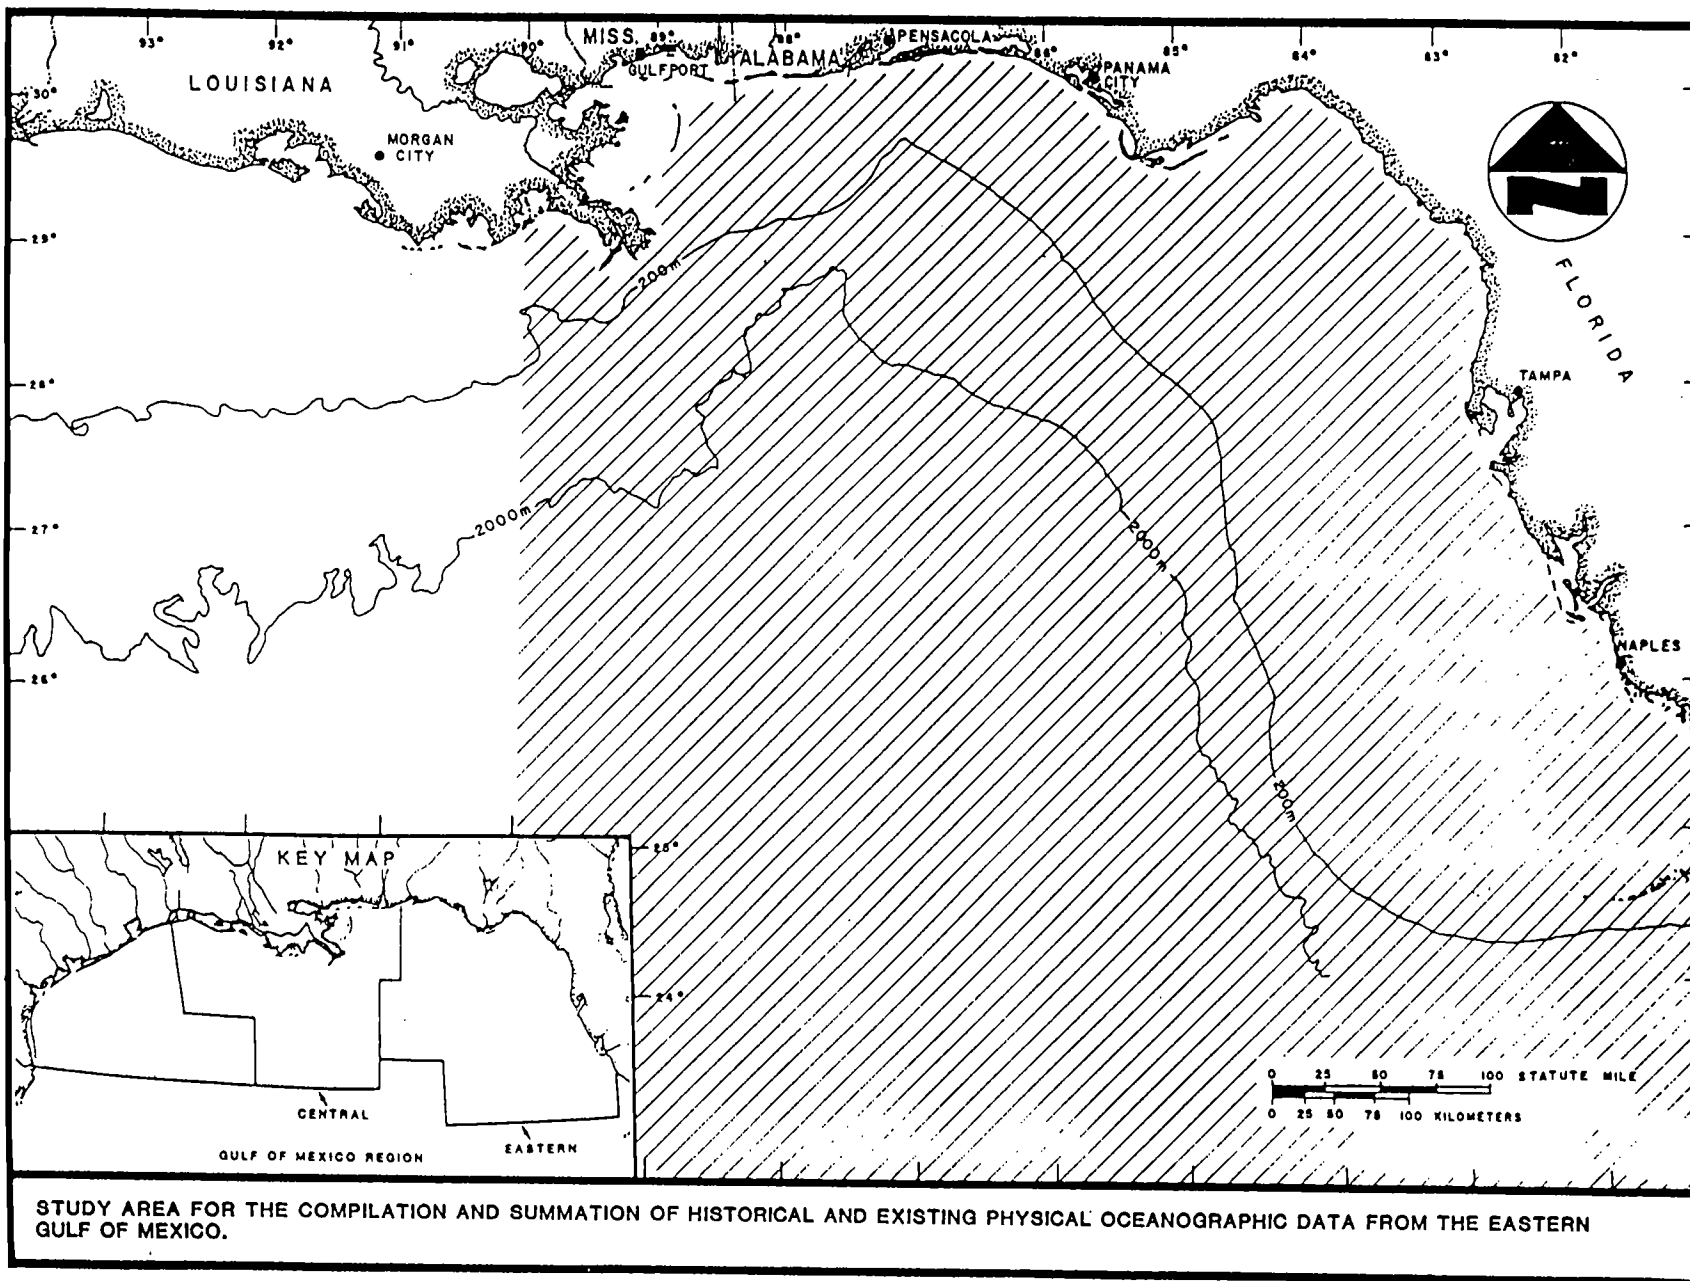 93° 92° 91° 90° 89° 88° 86° 85° 84° 83° 82°
MISS.
PENSACOLA
ALABAMA
GULFPORT
PANAMA
CITY
LOUISIANA
30°
MORGAN
CITY
N
29°
200m
FLORIDA
28°
TAMPA
27°
2000m
2000m
NAPLES
26°
200m
25°
KEY MAP
24°
CENTRAL
EASTERN
GULF OF MEXICO REGION
0 25 50 75 100 STATUTE MILE
0 25 50 75 100 KILOMETERS
STUDY AREA FOR THE COMPILATION AND SUMMATION OF HISTORICAL AND EXISTING PHYSICAL OCEANOGRAPHIC DATA FROM THE EASTERN
GULF OF MEXICO.